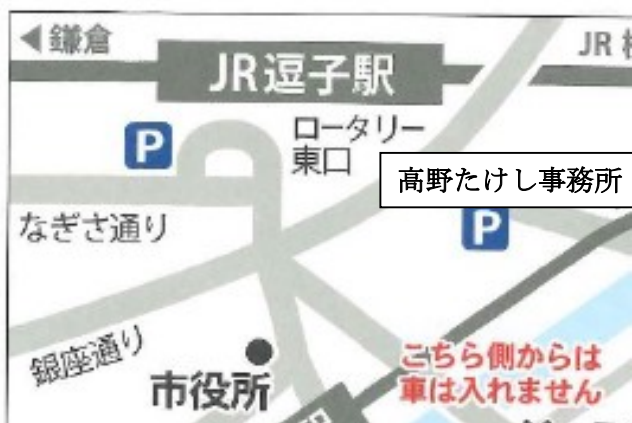 ◀鎌倉
JR
JR逗子駅
ロータリー
東口
P
高野たけし事務所
なぎさ通り
P
銀座通り
市役所
こちら側からは
車は入れません